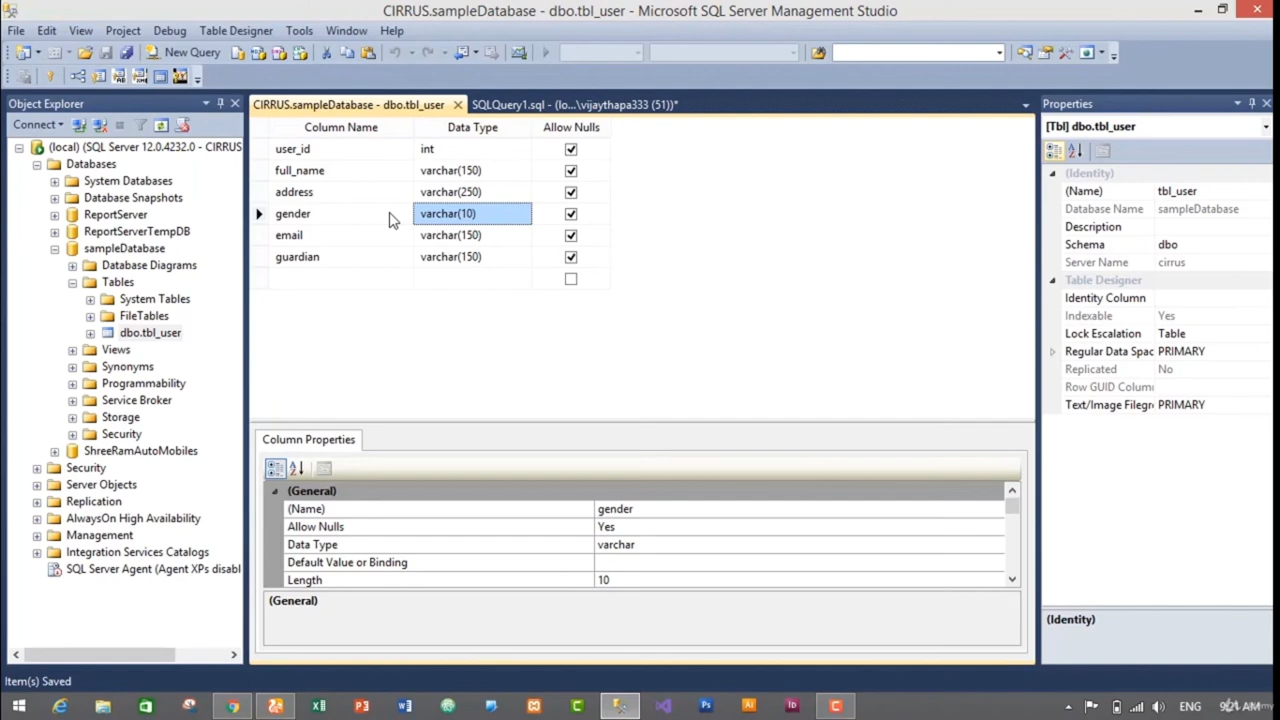 CIRRUS.sampleDatabase - dbo.tbl_user - Microsoft SQL Server Management Studio
File Edit View Project Debug Table Designer Tools Window Help
New Query
Object Explorer
Connect
(local) (SQL Server 12.0.4232.0 - CIRRUS
Databases
System Databases
Database Snapshots
ReportServer
ReportServerTempDB
sampleDatabase
Database Diagrams
Tables
System Tables
FileTables
dbo.tbl_user
Views
Synonyms
Programmability
Service Broker
Storage
Security
ShreeRamAutoMobiles
Security
Server Objects
Replication
AlwaysOn High Availability
Management
Integration Services Catalogs
SQL Server Agent (Agent XPs disabl
CIRRUS.sampleDatabase - dbo.tbl_user SQLQuery1.sql - (lo...\vijaythapa333 (51))*
Column Name Data Type Allow Nulls
user_id int
full_name varchar(150)
address varchar(250)
gender varchar(10)
email varchar(150)
guardian varchar(150)
Column Properties
(General)
(Name) gender
Allow Nulls Yes
Data Type varchar
Default Value or Binding
Length 10
(General)
Properties
[Tbl] dbo.tbl_user
(Identity)
(Name) tbl_user
Database Name sampleDatabase
Description
Schema dbo
Server Name cirrus
Table Designer
Identity Column
Indexable Yes
Lock Escalation Table
Regular Data Spac PRIMARY
Replicated No
Row GUID Column
Text/Image Filegr PRIMARY
(Identity)
Item(s) Saved
ENG